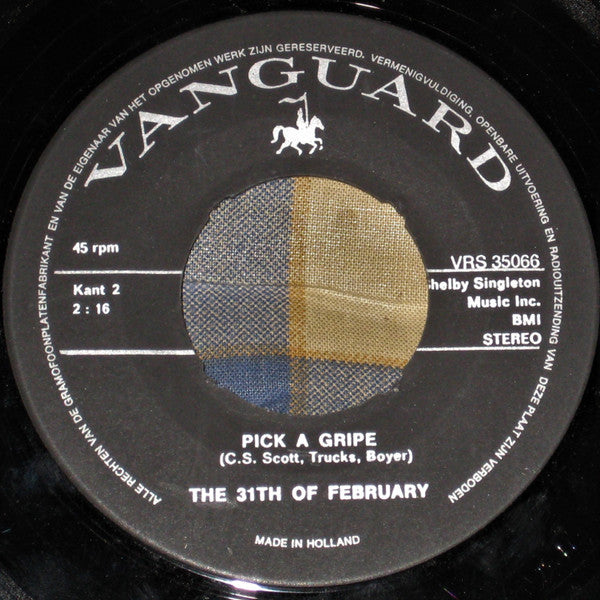 ALLE RECHTEN VAN DE GRAMOFOONPLATENFABRIKANT EN VAN DE EIGENAAR VAN HET OPGENOMEN WERK ZIJN GERESERVEERD. VERMENIGVULDIGING, OPENBARE UITVOERING EN RADIOUITZENDING VAN DEZE PLAAT ZIJN VERBODEN
VANGUARD
45 rpm
VRS 35066
Kant 2
2 : 16
Shelby Singleton
Music Inc.
BMI
STEREO
PICK A GRIPE
(C.S. Scott, Trucks, Boyer)
THE 31TH OF FEBRUARY
MADE IN HOLLAND